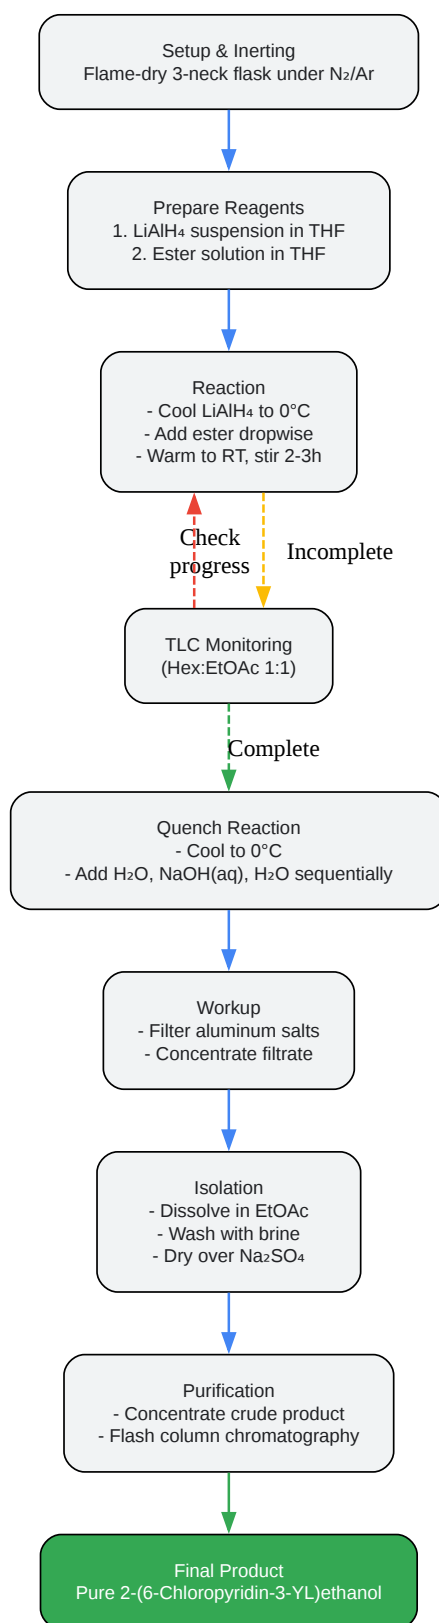 Setup & Inerting
Flame-dry 3-neck flask under N₂/Ar
Prepare Reagents
1. LiAlH₄ suspension in THF
2. Ester solution in THF
Reaction
- Cool LiAlH₄ to 0°C
- Add ester dropwise
- Warm to RT, stir 2-3h
Check
progress
Incomplete
TLC Monitoring
(Hex:EtOAc 1:1)
Complete
Quench Reaction
- Cool to 0°C
- Add H₂O, NaOH(aq), H₂O sequentially
Workup
- Filter aluminum salts
- Concentrate filtrate
Isolation
- Dissolve in EtOAc
- Wash with brine
- Dry over Na₂SO₄
Purification
- Concentrate crude product
- Flash column chromatography
Final Product
Pure 2-(6-Chloropyridin-3-YL)ethanol